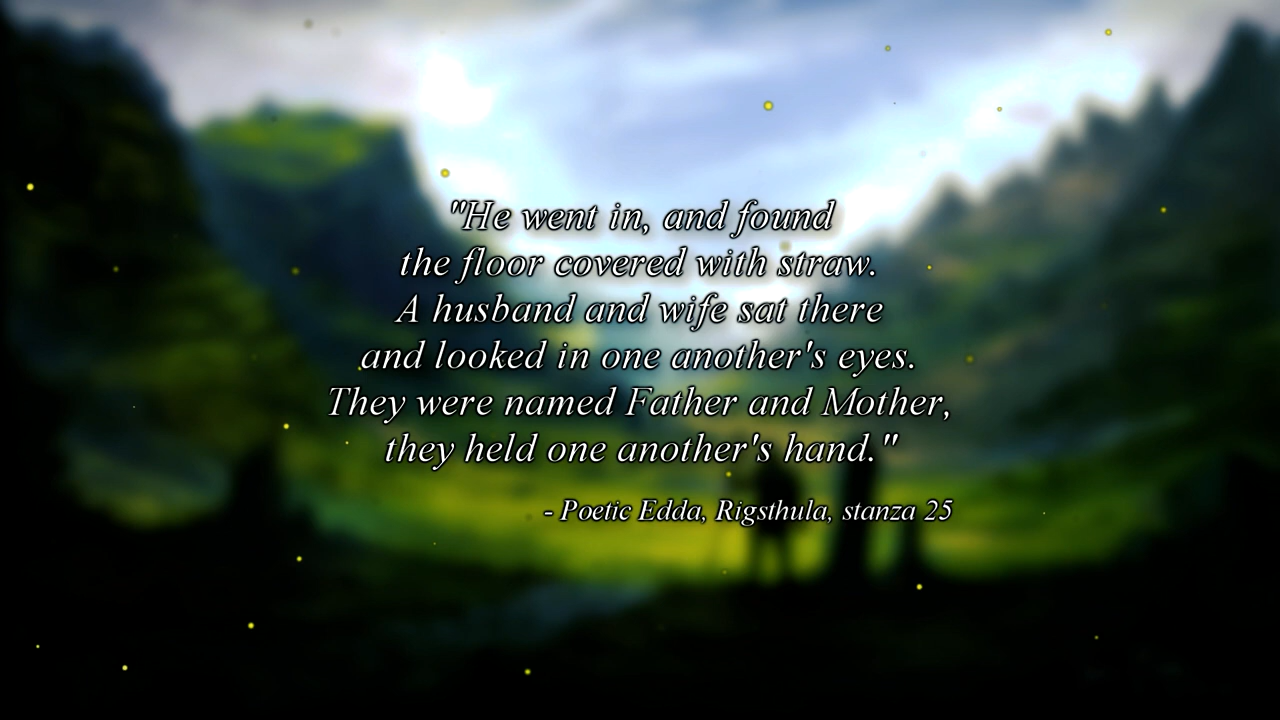 "He went in, and found
the floor covered with straw.
A husband and wife sat there
and looked in one another's eyes.
They were named Father and Mother,
they held one another's hand."
- Poetic Edda, Rigsthula, stanza 25